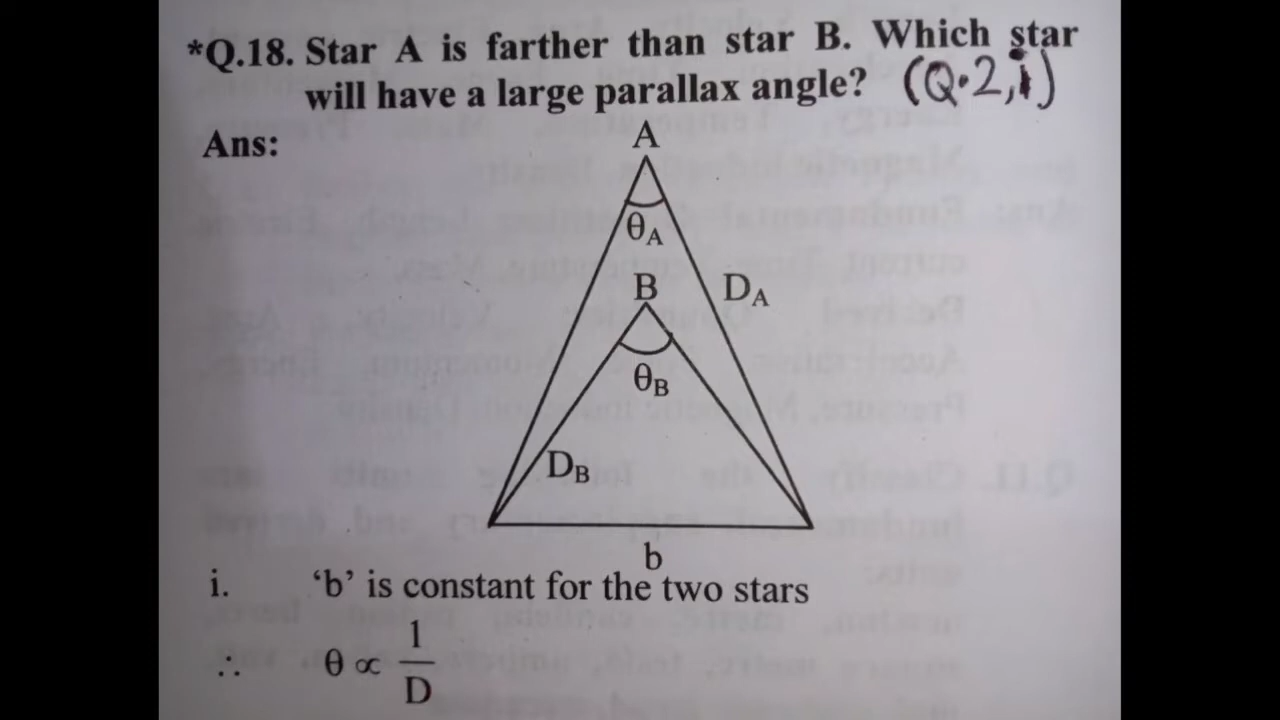 *Q.18. Star A is farther than star B. Which star
will have a large parallax angle? (Q.2,i)
Ans:
A
θA
B
DA
θB
DB
b
i. ‘b’ is constant for the two stars
∴ θ ∝ 1/D